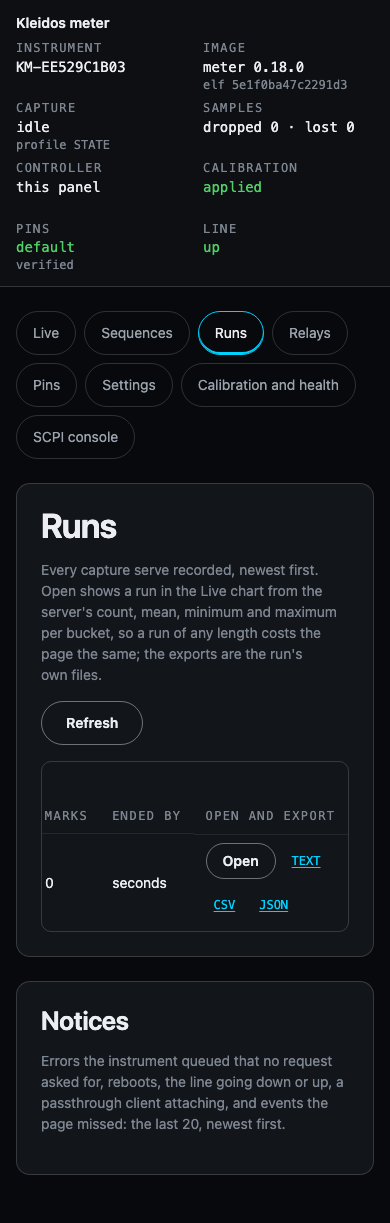 Kleidos meter
INSTRUMENT IMAGE
KM-EE529C1B03 meter 0.18.0
elf 5e1f0ba47c2291d3
CAPTURE SAMPLES
idle dropped 0 · lost 0
profile STATE
CONTROLLER CALIBRATION
this panel applied
PINS LINE
default up
verified
Live Sequences Runs Relays
Pins Settings Calibration and health
SCPI console
Runs
Every capture serve recorded, newest first.
Open shows a run in the Live chart from the
server's count, mean, minimum and maximum
per bucket, so a run of any length costs the
page the same; the exports are the run's
own files.
Refresh
MARKS ENDED BY OPEN AND EXPORT
0 seconds Open TEXT
CSV JSON
Notices
Errors the instrument queued that no request
asked for, reboots, the line going down or up, a
passthrough client attaching, and events the
page missed: the last 20, newest first.